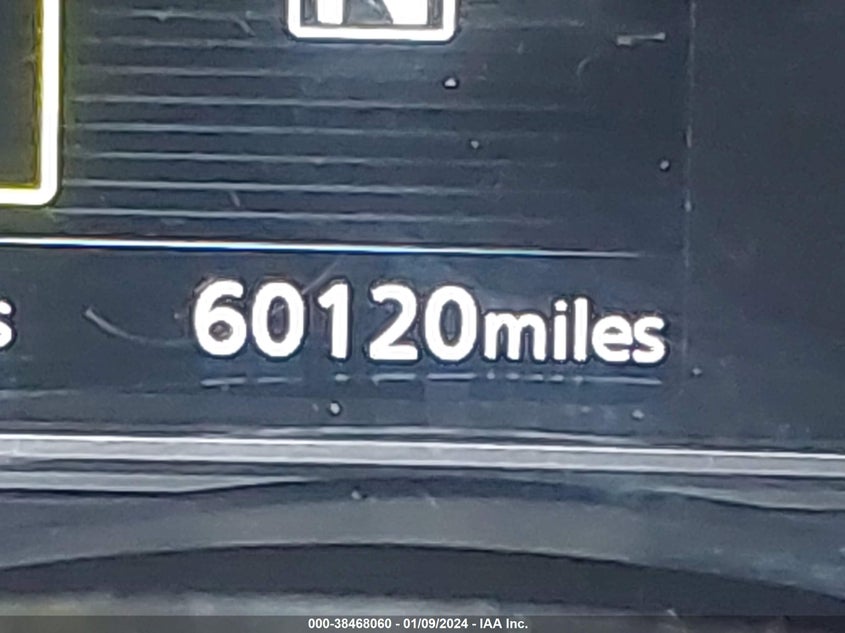 s
60120miles
000-38468060 - 01/09/2024 - IAA Inc.